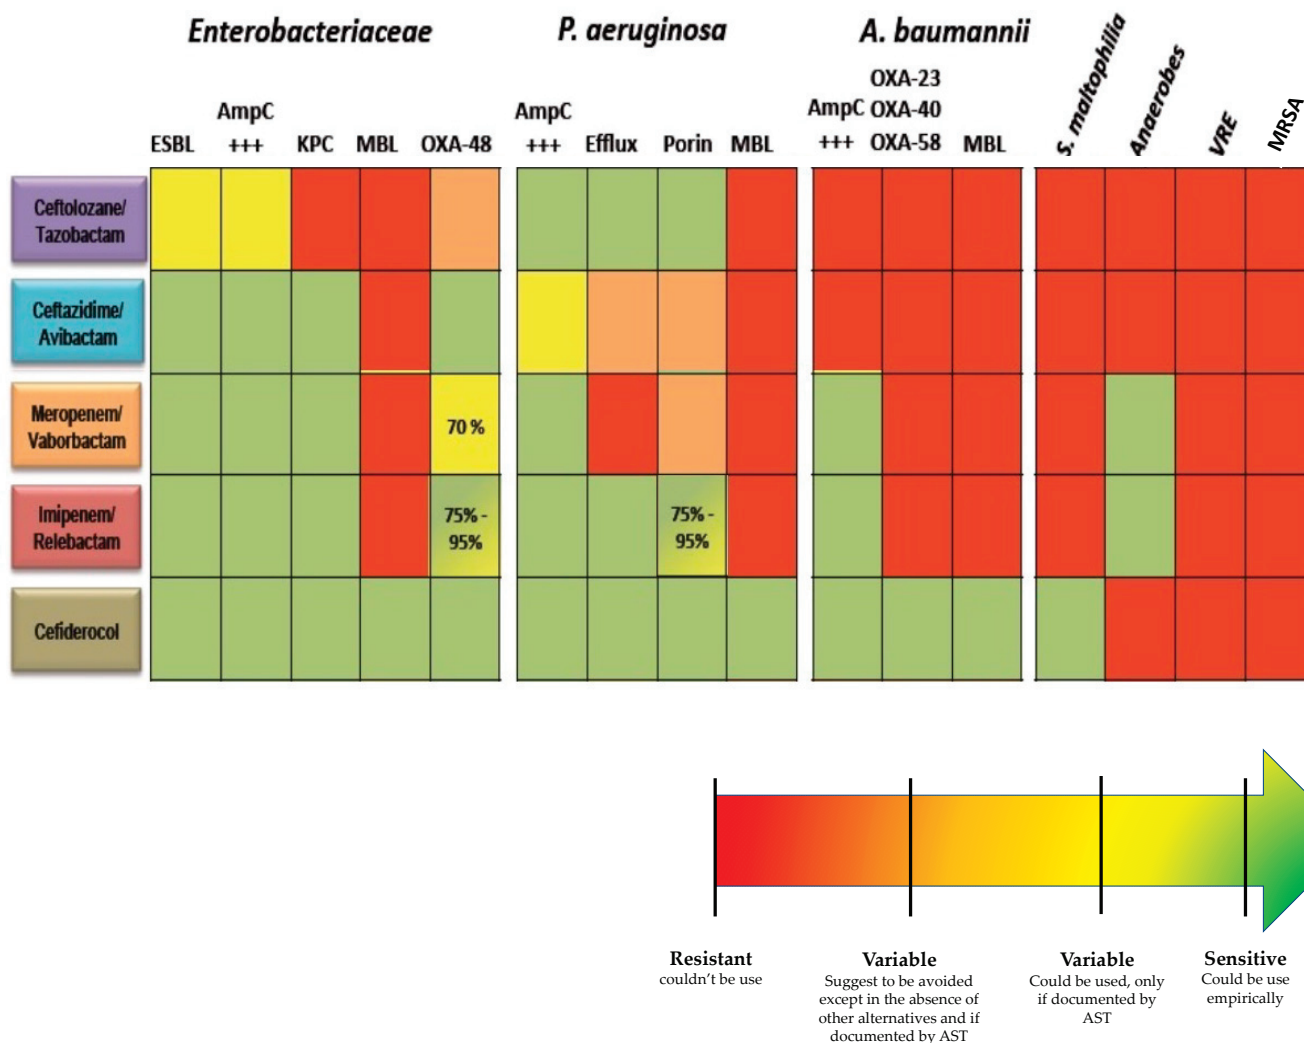 Enterobacteriaceae
P. aeruginosa
A. baumannii
ESBL
AmpC
+++
KPC
MBL
OXA-48
AmpC
+++
Efflux
Porin
MBL
AmpC
+++
OXA-23
OXA-40
OXA-58
MBL
S. maltophilia
Anaerobes
VRE
MRSA
Ceftolozane/
Tazobactam
Ceftazidime/
Avibactam
Meropenem/
Vaborbactam
70 %
Imipenem/
Relebactam
75% -
95%
75% -
95%
Cefiderocol
Resistant
couldn't be use
Variable
Suggest to be avoided
except in the absence of
other alternatives and if
documented by AST
Variable
Could be used, only
if documented by
AST
Sensitive
Could be use
empirically